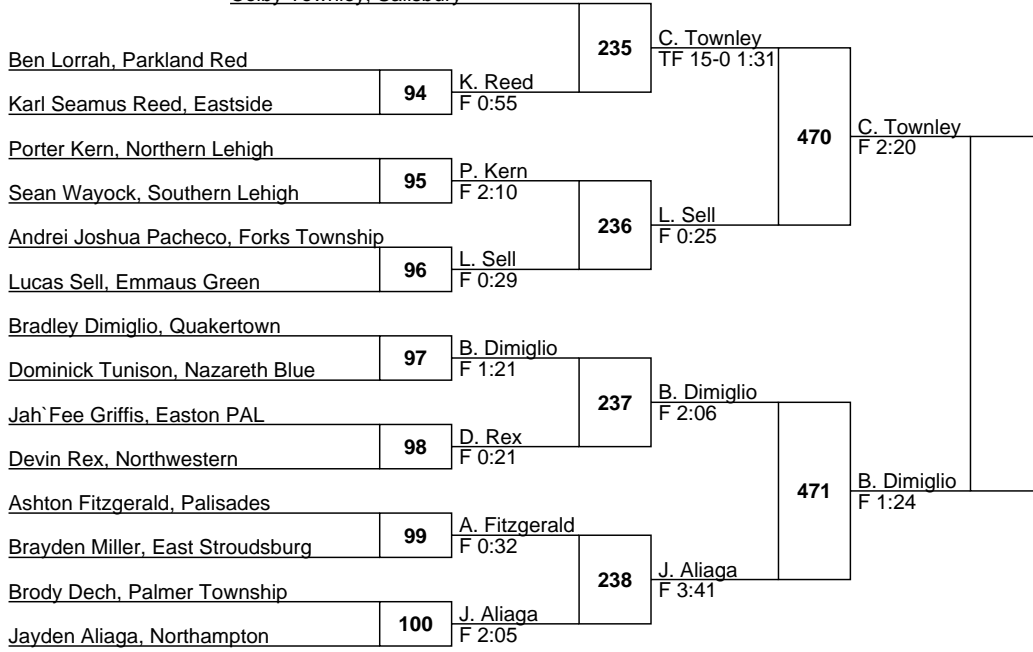 235
C. Townley
TF 15-0 1:31
Ben Lorrah, Parkland Red
94
K. Reed
F 0:55
Karl Seamus Reed, Eastside
470
C. Townley
F 2:20
Porter Kern, Northern Lehigh
95
P. Kern
F 2:10
Sean Wayock, Southern Lehigh
236
L. Sell
F 0:25
Andrei Joshua Pacheco, Forks Township
96
L. Sell
F 0:29
Lucas Sell, Emmaus Green
Bradley Dimiglio, Quakertown
97
B. Dimiglio
F 1:21
Dominick Tunison, Nazareth Blue
237
B. Dimiglio
F 2:06
Jah`Fee Griffis, Easton PAL
98
D. Rex
F 0:21
Devin Rex, Northwestern
471
B. Dimiglio
F 1:24
Ashton Fitzgerald, Palisades
99
A. Fitzgerald
F 0:32
Brayden Miller, East Stroudsburg
238
J. Aliaga
F 3:41
Brody Dech, Palmer Township
100
J. Aliaga
F 2:05
Jayden Aliaga, Northampton